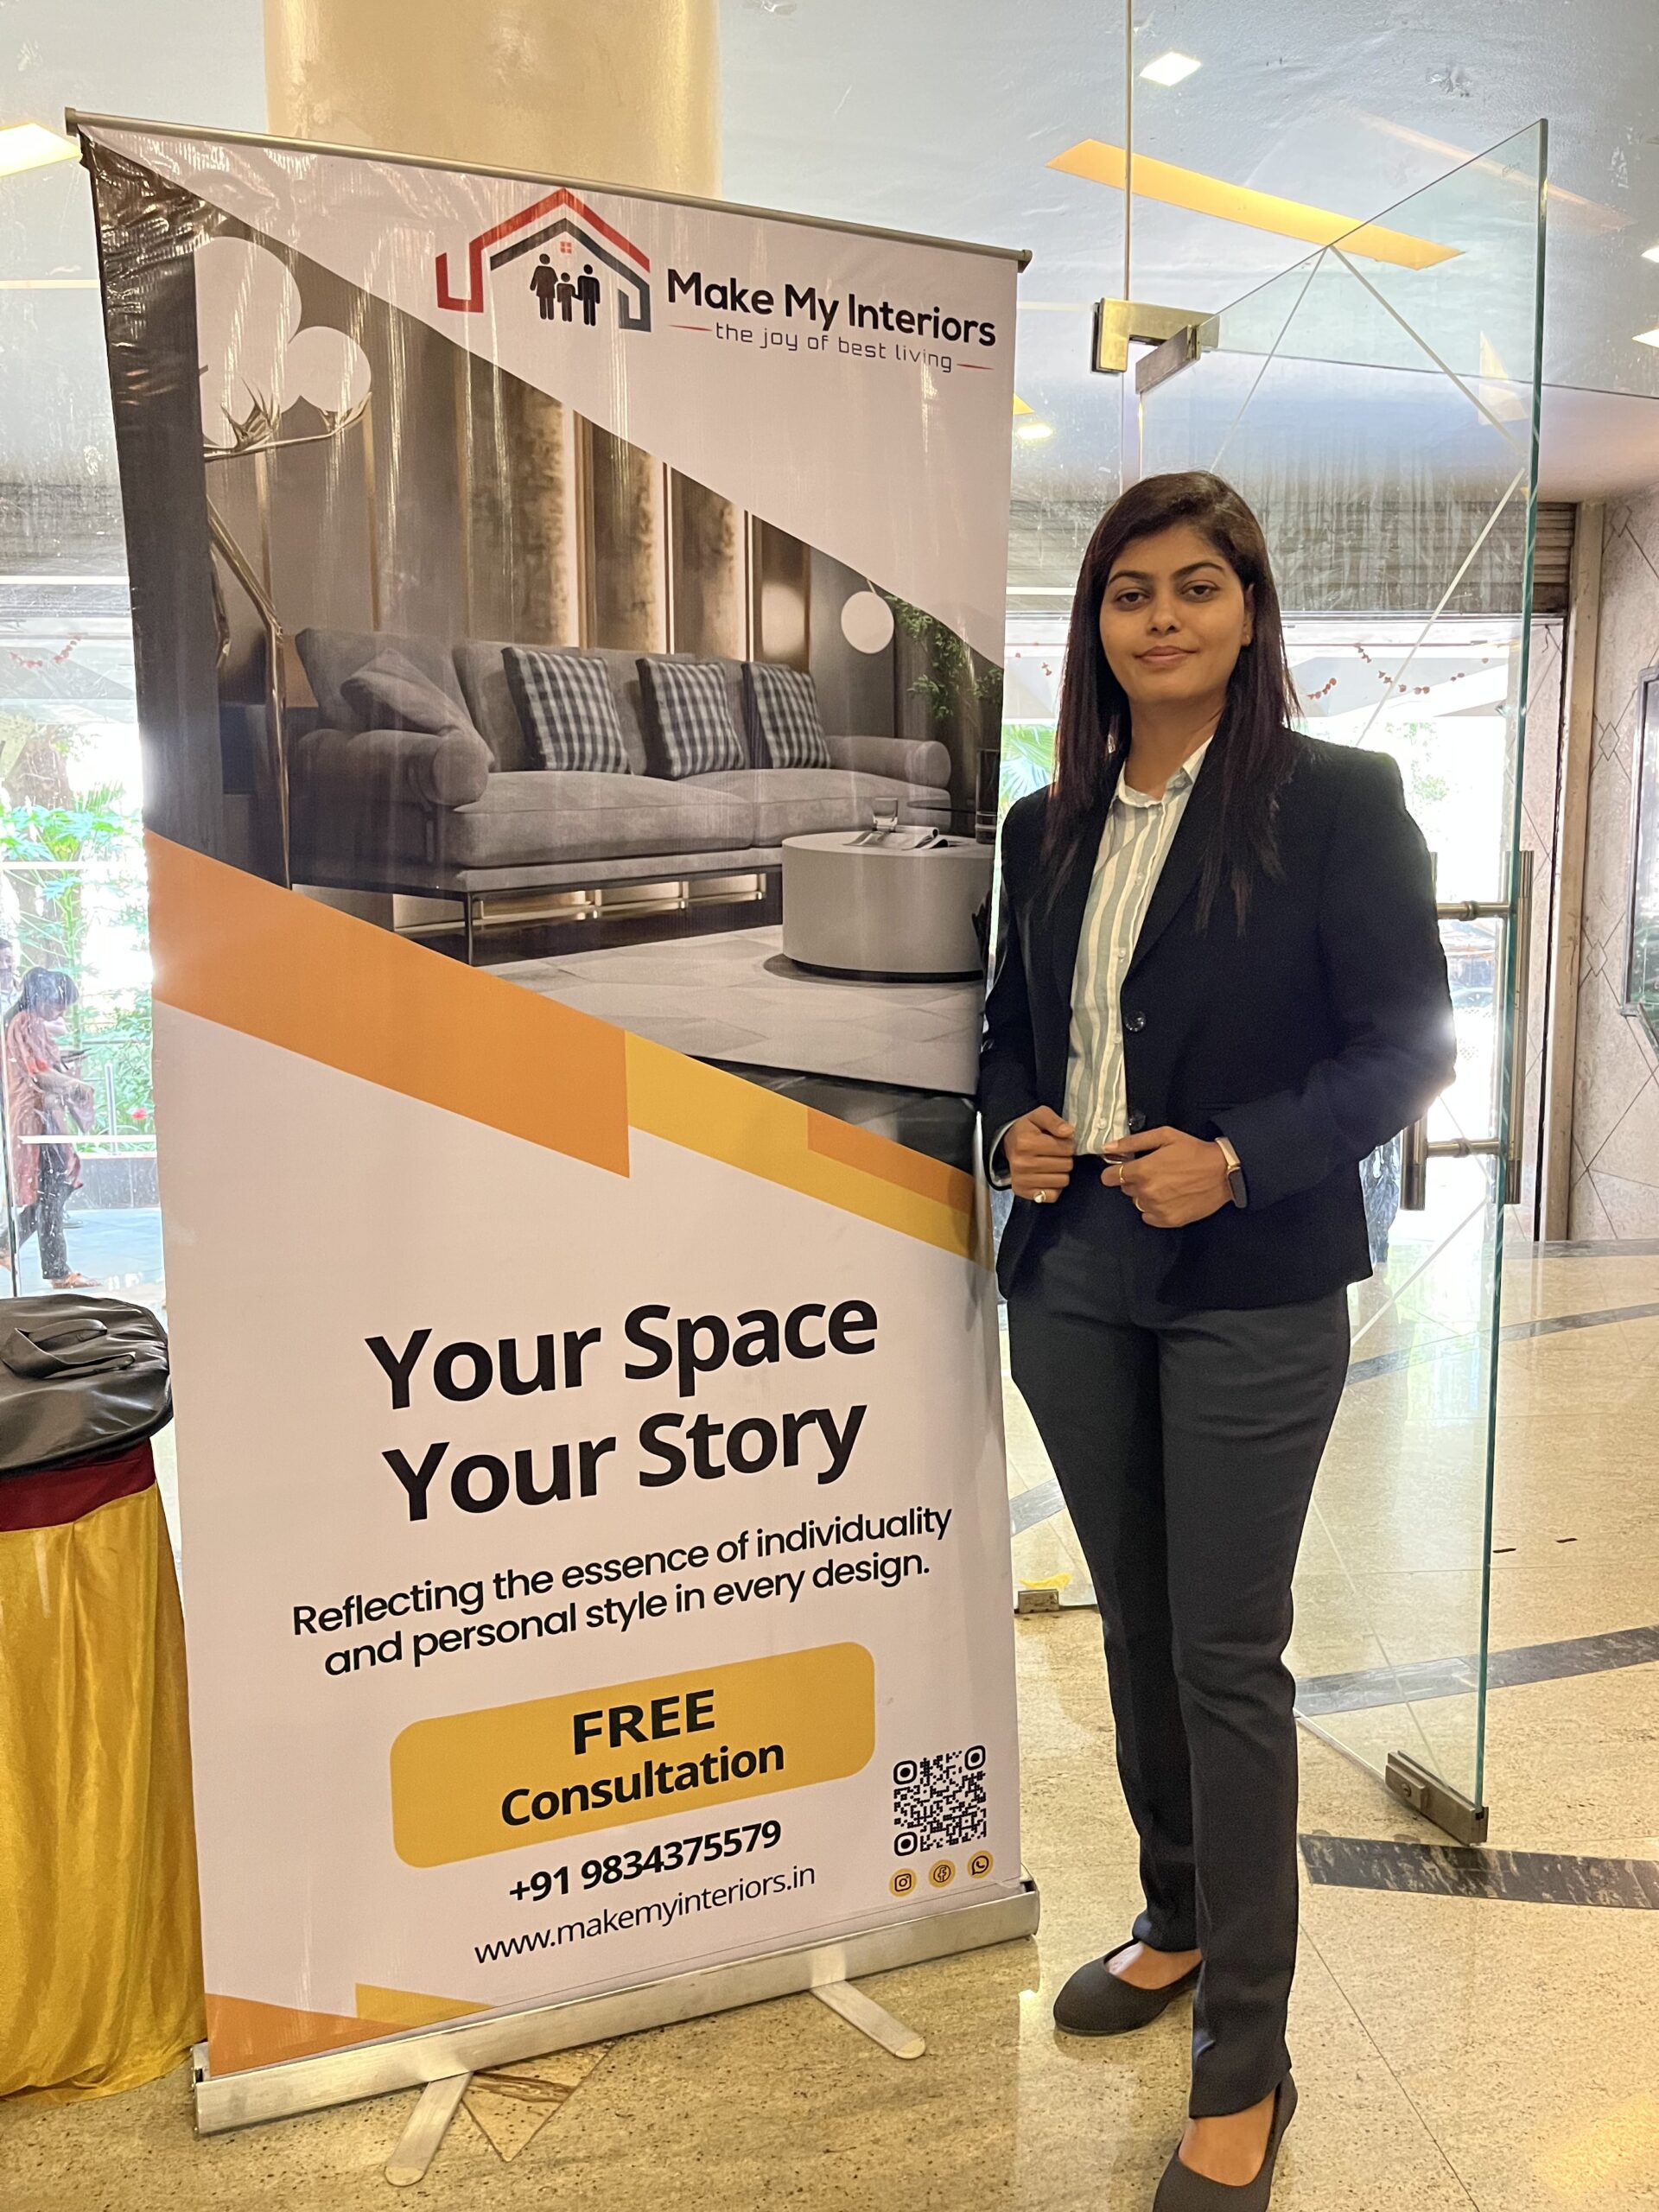 Make My Interiors
the joy of best living
Your Space
Your Story
Reflecting the essence of individuality
and personal style in every design.
FREE
Consultation
+91 9834375579
www.makemyinteriors.in